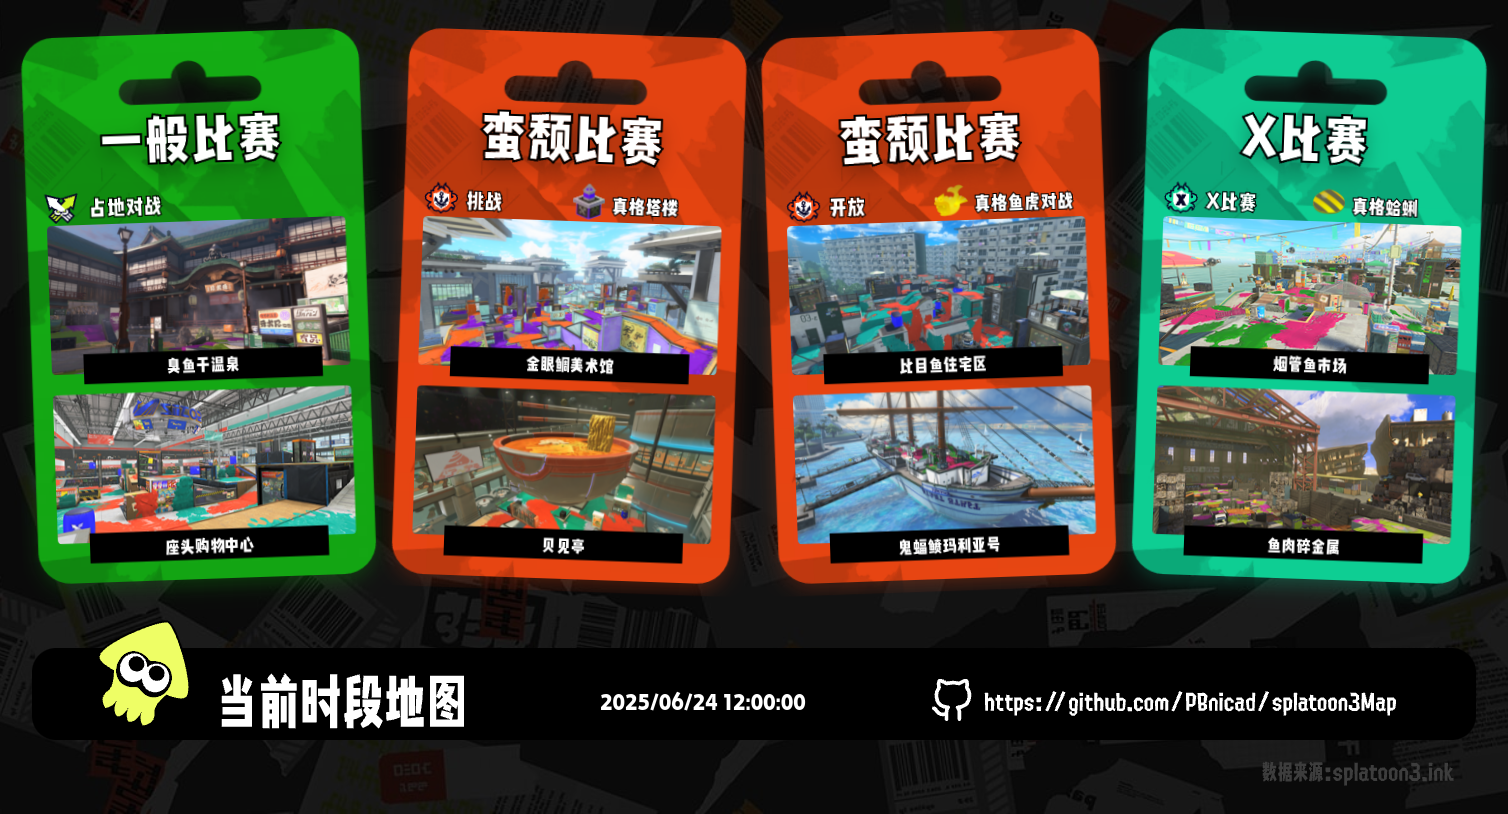 一般比赛
占地对战
臭鱼干温泉
座头购物中心
蛮颓比赛
挑战
真格塔楼
金眼鲷美术馆
贝见亭
蛮颓比赛
开放
真格鱼虎对战
比目鱼住宅区
鬼蝠鲼玛利亚号
X比赛
X比赛
真格蛤蜊
烟管鱼市场
鱼肉碎金属
当前时段地图
2025/06/24 12:00:00
https://github.com/PBnicad/splatoon3Map
数据来源:splatoon3.ink